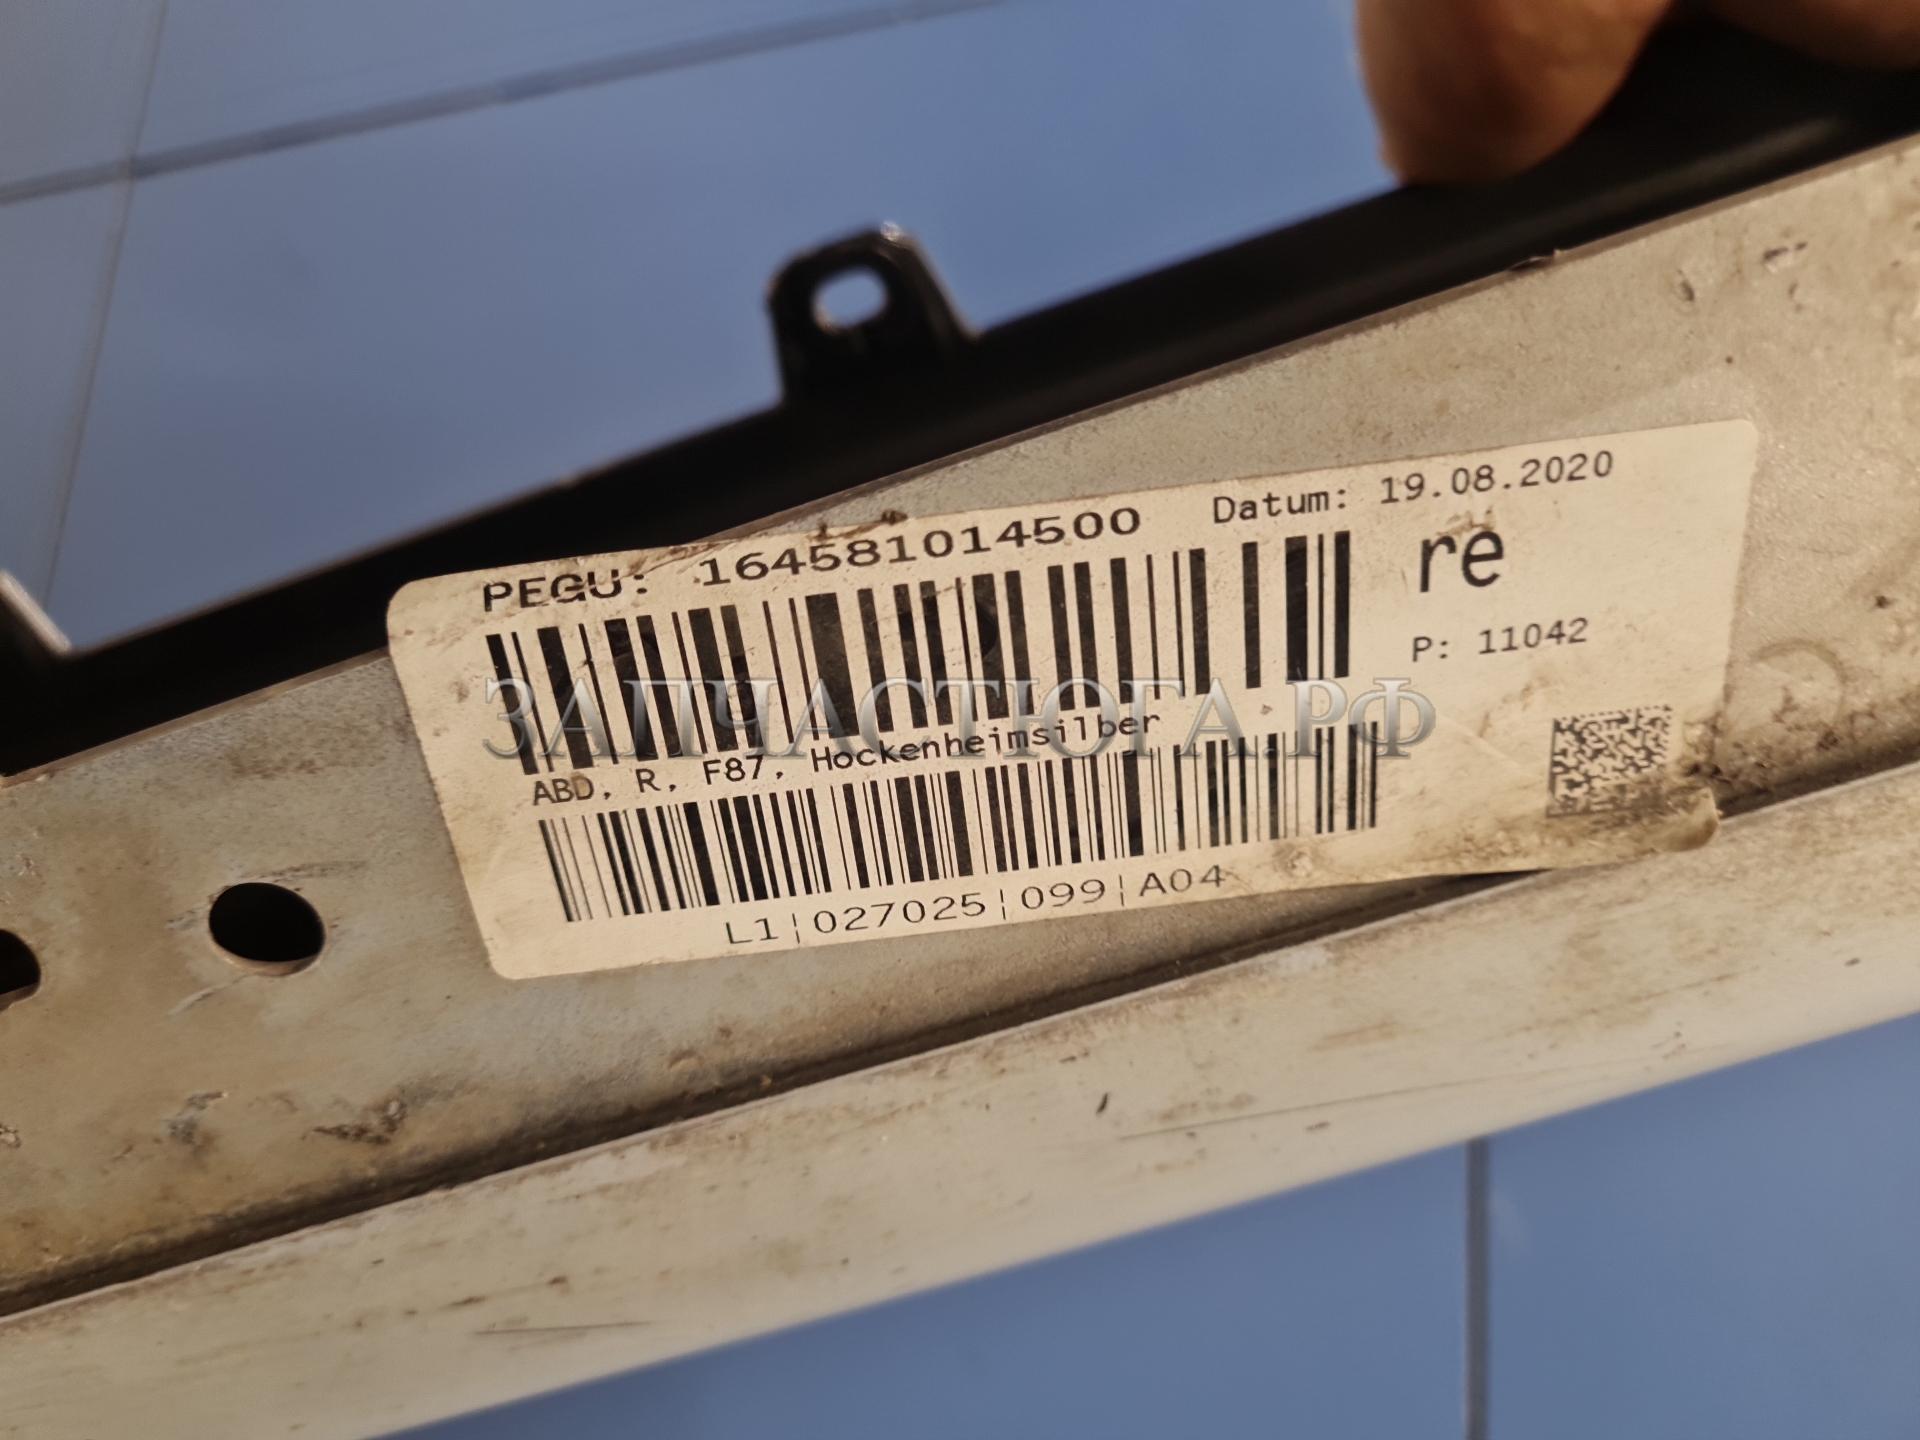 PEGU: 164581014500 Datum: 19.08.2020
re
P: 11042
ЗАПЧАСТЮГА.РФ
ABD, R, F87, Hockenheimsilber
L1¦027025¦099¦A04